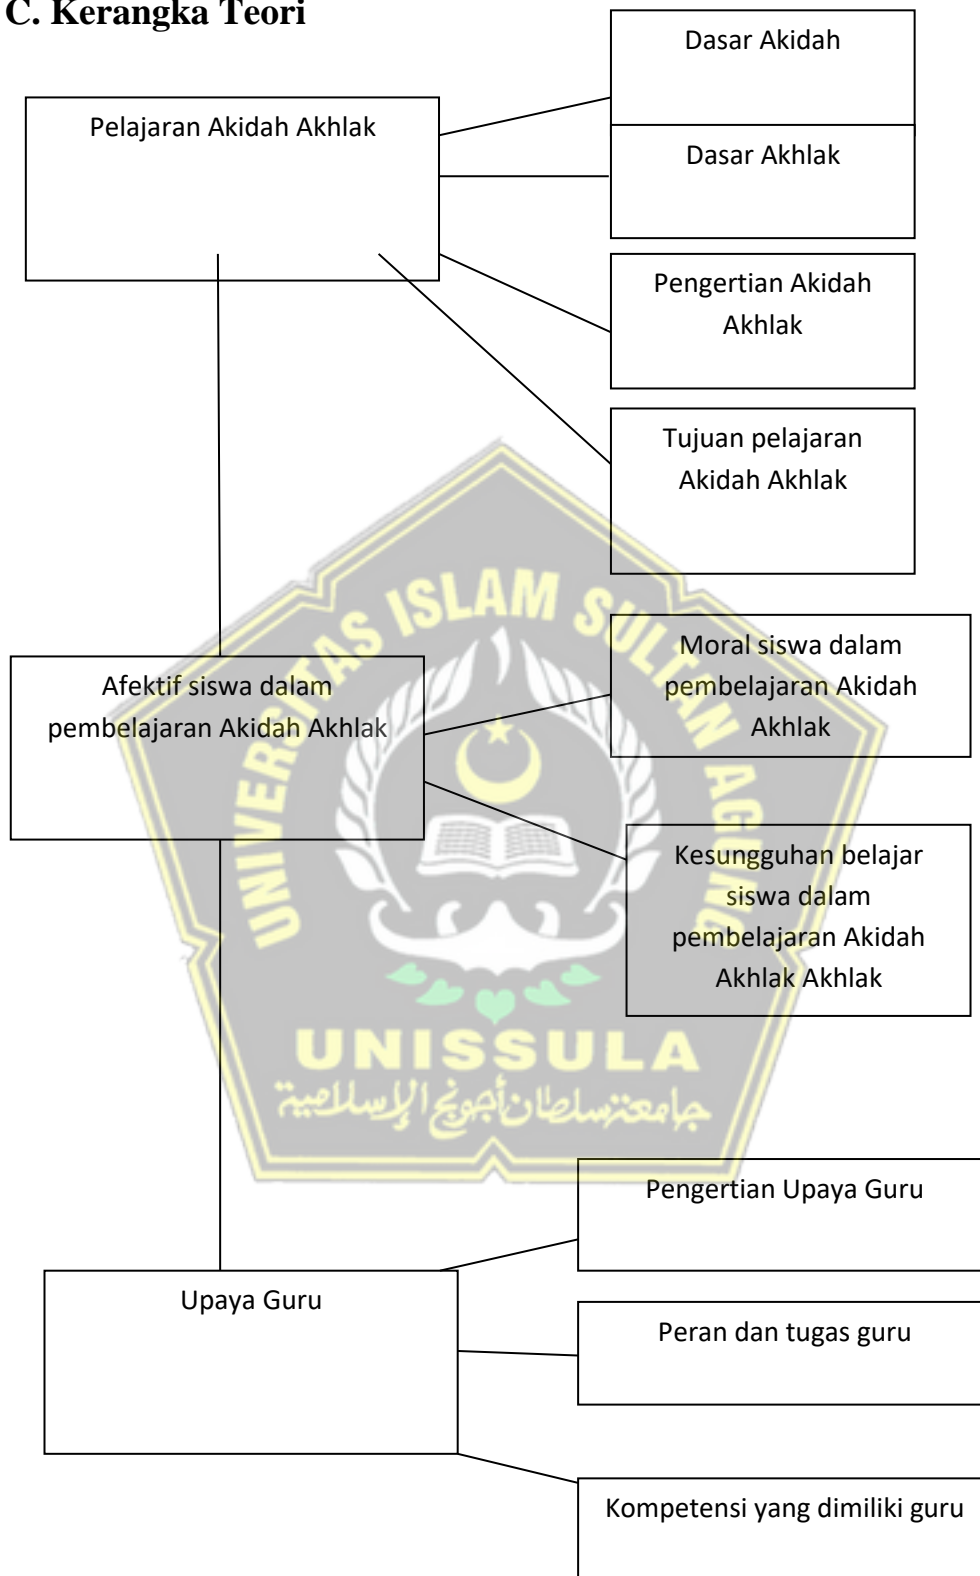 C. Kerangka Teori
Dasar Akidah
Pelajaran Akidah Akhlak
Dasar Akhlak
Pengertian Akidah
Akhlak
Tujuan pelajaran
Akidah Akhlak
UNIVERSITAS ISLAM SULTAN AGUNG
Moral siswa dalam
pembelajaran Akidah
Akhlak
Afektif siswa dalam
pembelajaran Akidah Akhlak
Kesungguhan belajar
siswa dalam
pembelajaran Akidah
Akhlak Akhlak
UNISSULA
جامعة سلطان أجونج الإسلامية
Pengertian Upaya Guru
Upaya Guru
Peran dan tugas guru
Kompetensi yang dimiliki guru